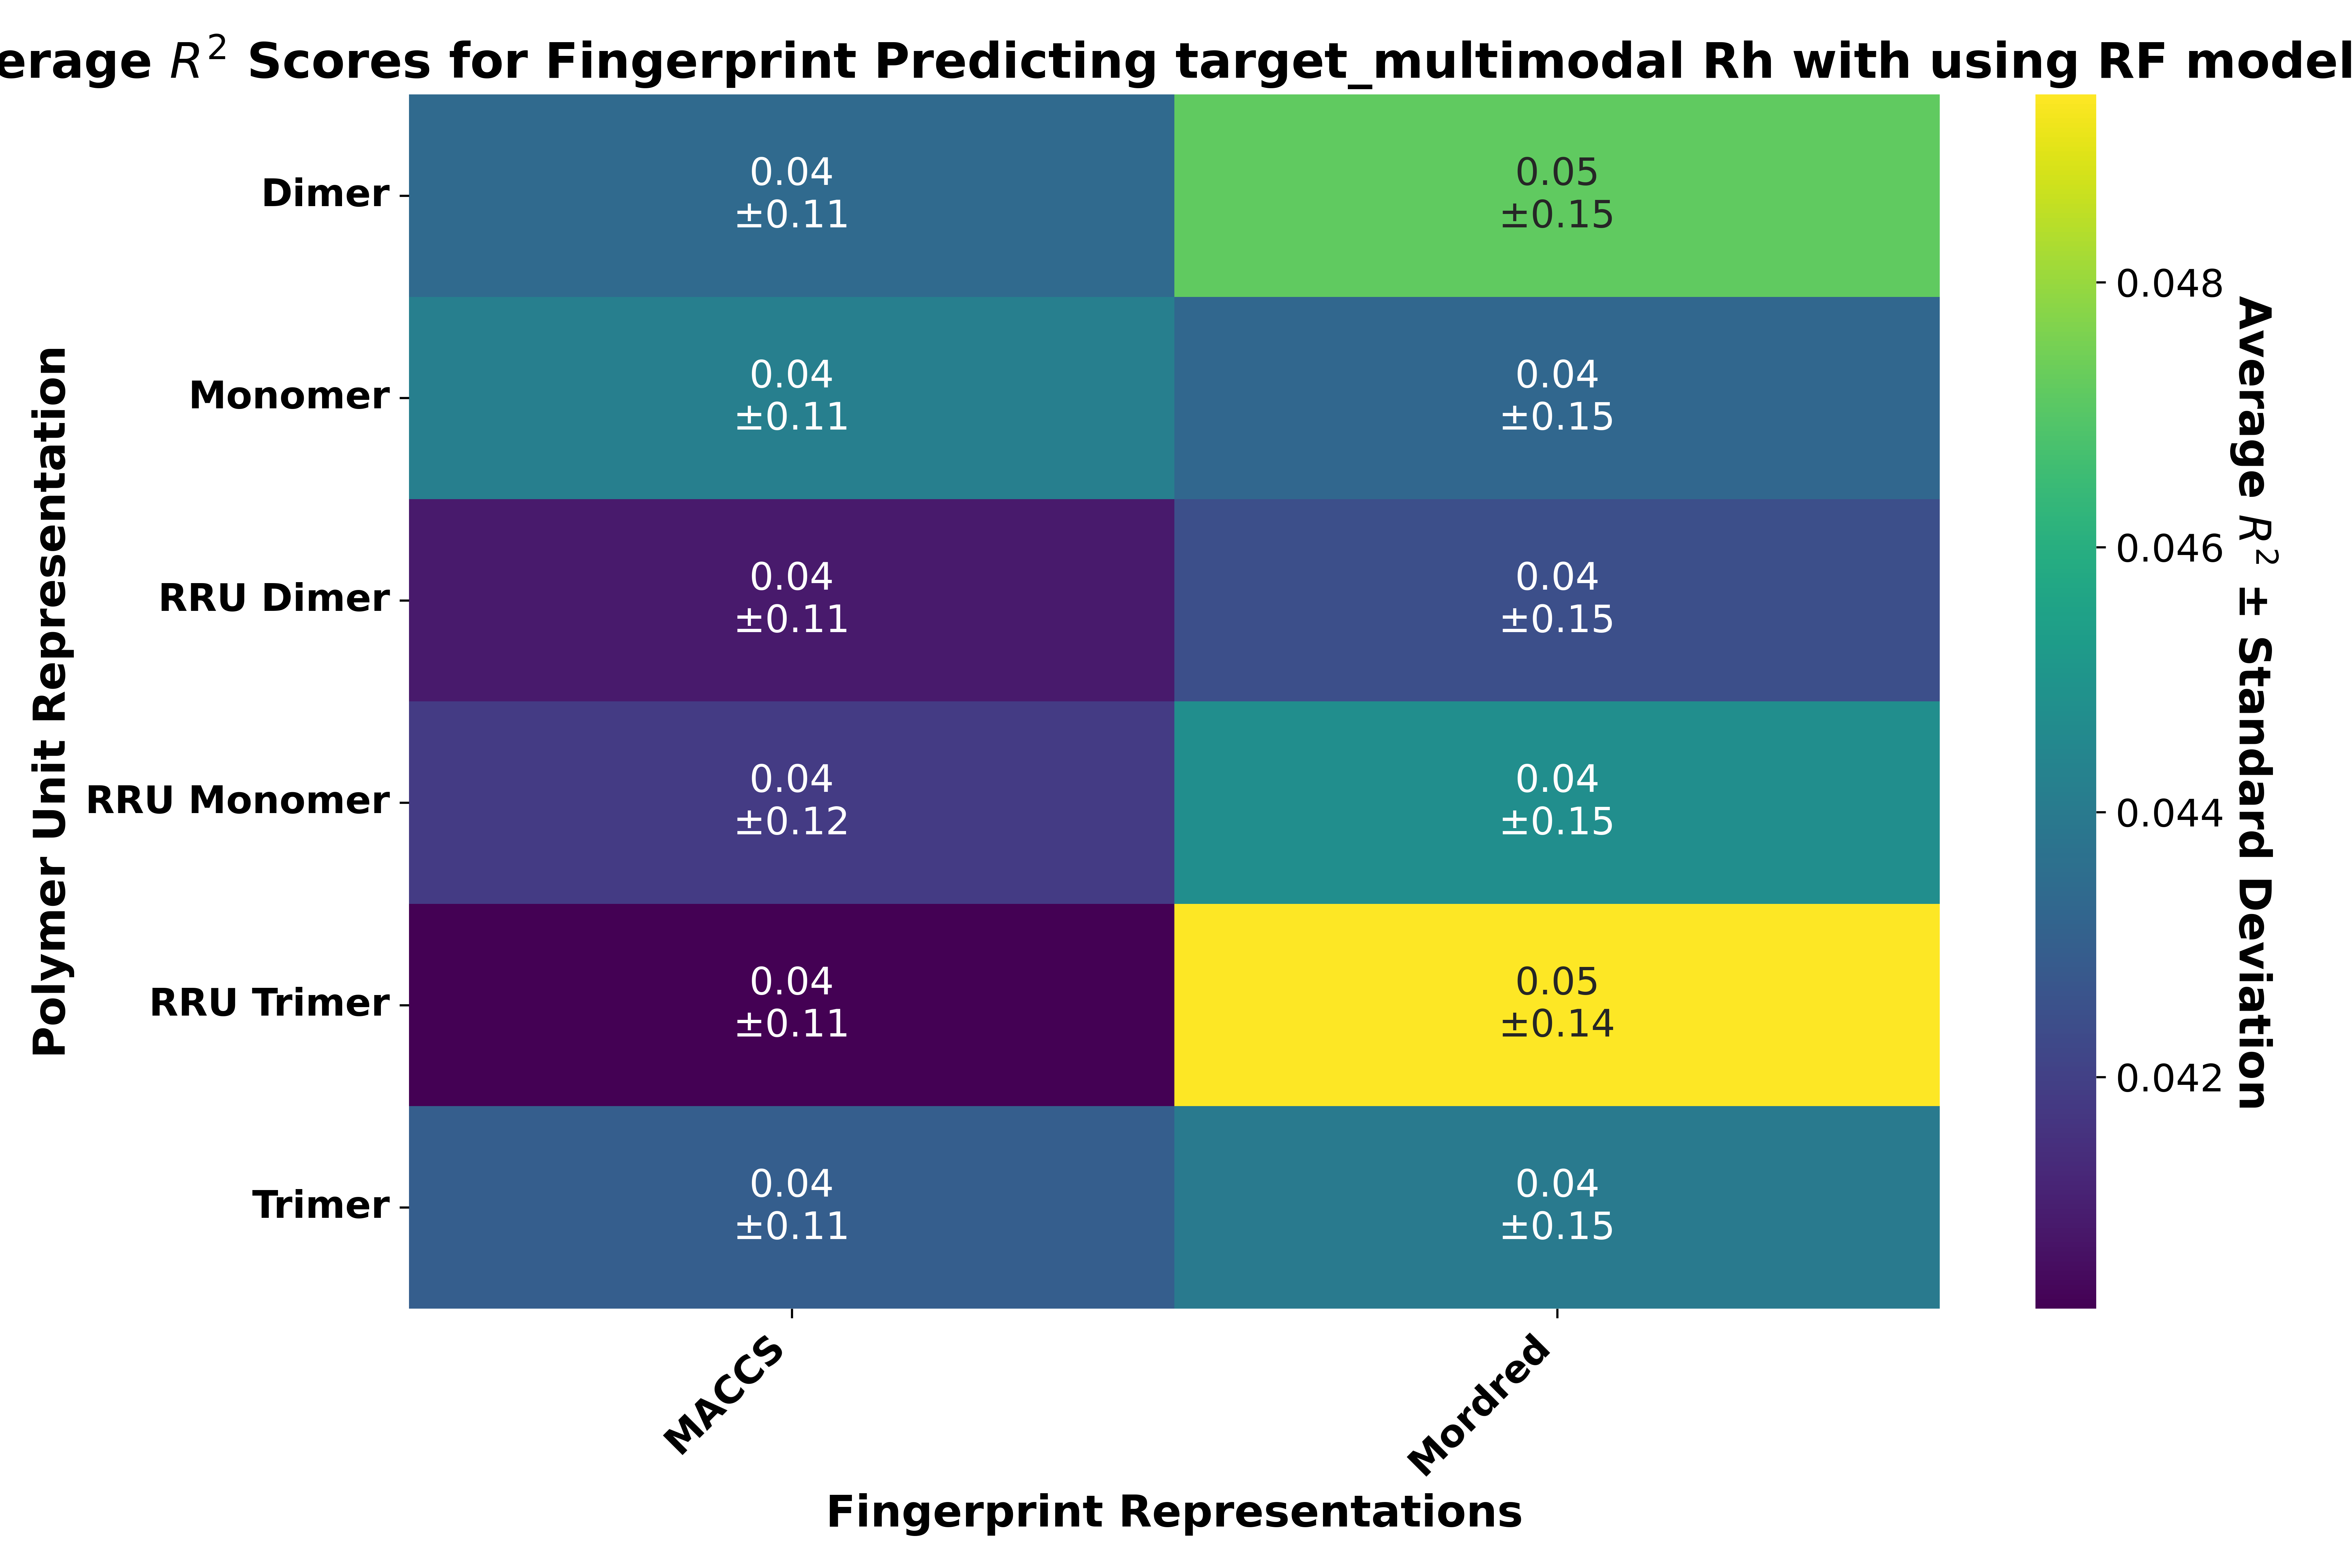 erage R² Scores for Fingerprint Predicting target_multimodal Rh with using RF model
Polymer Unit Representation
Dimer
Monomer
RRU Dimer
RRU Monomer
RRU Trimer
Trimer
0.04
±0.11
0.05
±0.15
0.04
±0.11
0.04
±0.15
0.04
±0.11
0.04
±0.15
0.04
±0.12
0.04
±0.15
0.04
±0.11
0.05
±0.14
0.04
±0.11
0.04
±0.15
MACCS
Mordred
Fingerprint Representations
0.048
0.046
0.044
0.042
Average R² ± Standard Deviation